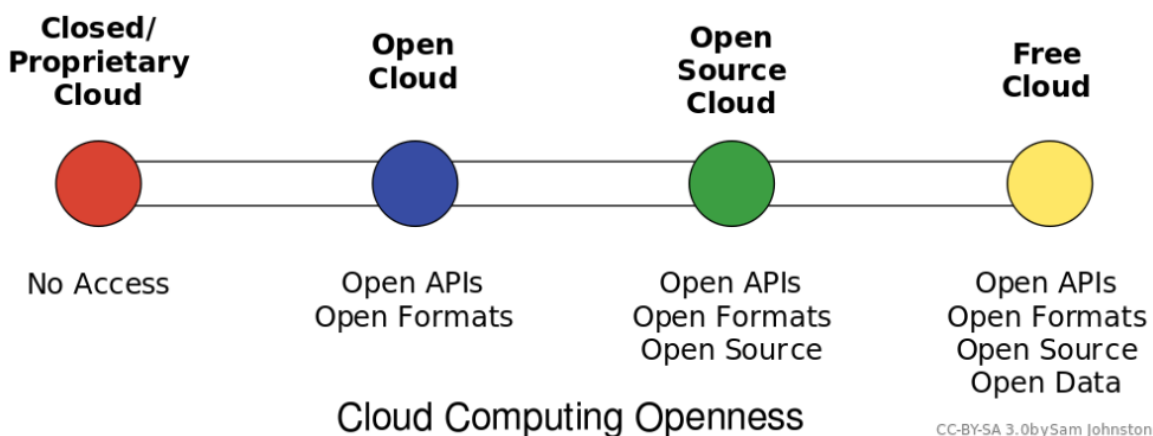 Closed/
Proprietary
Cloud
Open
Cloud
Open
Source
Cloud
Free
Cloud
No Access
Open APIs
Open Formats
Open APIs
Open Formats
Open Source
Open APIs
Open Formats
Open Source
Open Data
Cloud Computing Openness
CC-BY-SA 3.0bySam Johnston